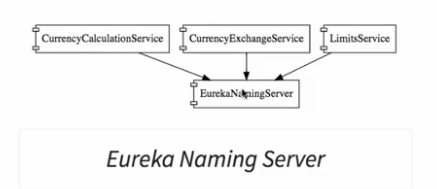 CurrencyCalculationService CurrencyExchangeService LimitsService
EurekaNamingServer
Eureka Naming Server